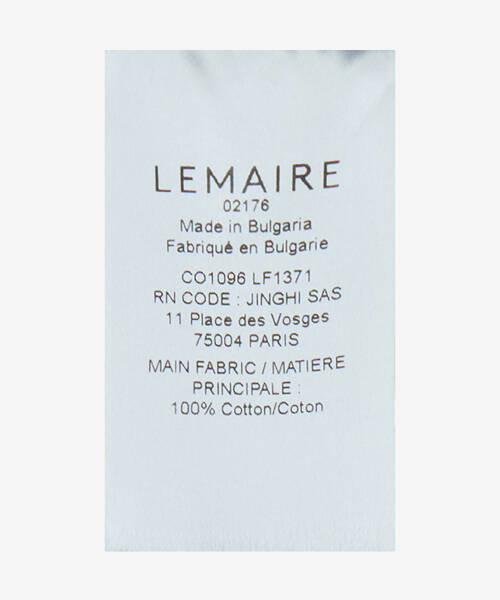 LEMAIRE
02176
Made in Bulgaria
Fabriqué en Bulgarie
CO1096 LF1371
RN CODE : JINGHI SAS
11 Place des Vosges
75004 PARIS
MAIN FABRIC / MATIERE
PRINCIPALE :
100% Cotton/Coton